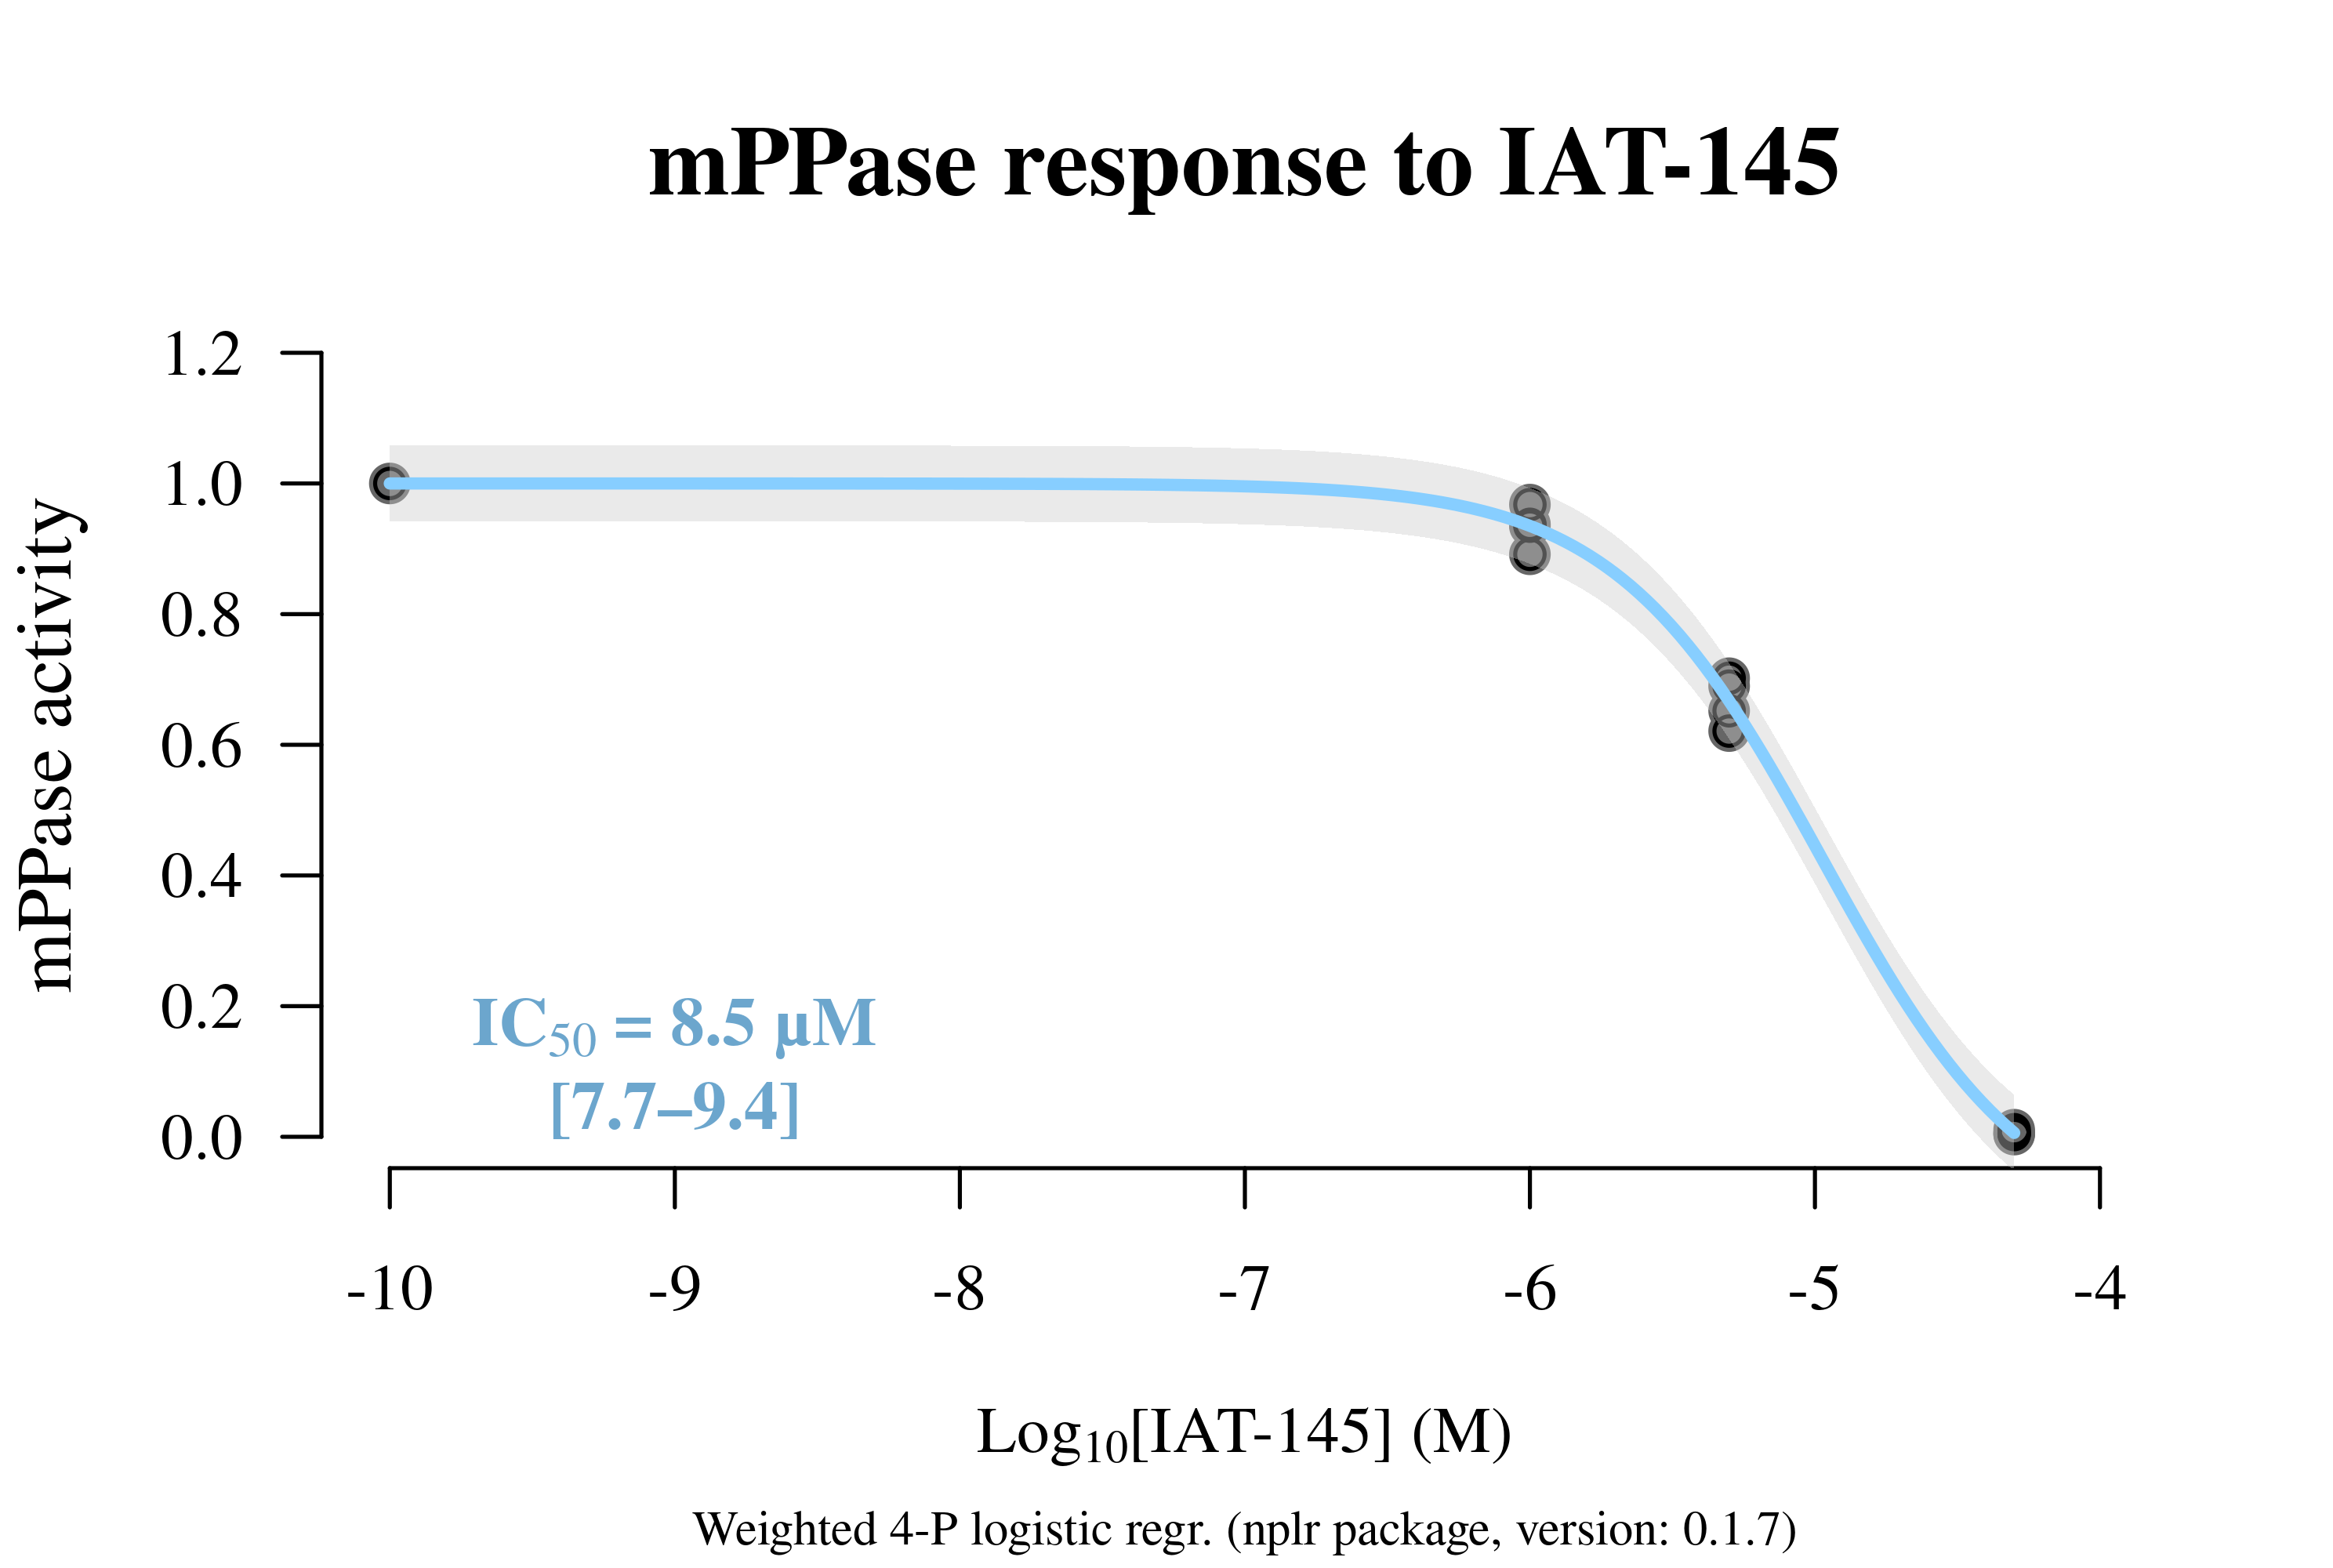 mPPase response to IAT-145
mPPase activity
1.2
1.0
0.8
0.6
0.4
0.2
0.0
IC50 = 8.5 µM
[7.7–9.4]
-10 -9 -8 -7 -6 -5 -4
Log10[IAT-145] (M)
Weighted 4-P logistic regr. (nplr package, version: 0.1.7)